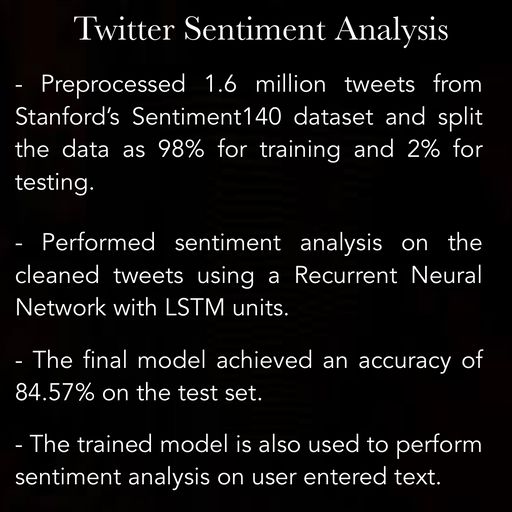 Twitter Sentiment Analysis
- Preprocessed 1.6 million tweets from
Stanford's Sentiment140 dataset and split
the data as 98% for training and 2% for
testing.
- Performed sentiment analysis on the
cleaned tweets using a Recurrent Neural
Network with LSTM units.
- The final model achieved an accuracy of
84.57% on the test set.
- The trained model is also used to perform
sentiment analysis on user entered text.